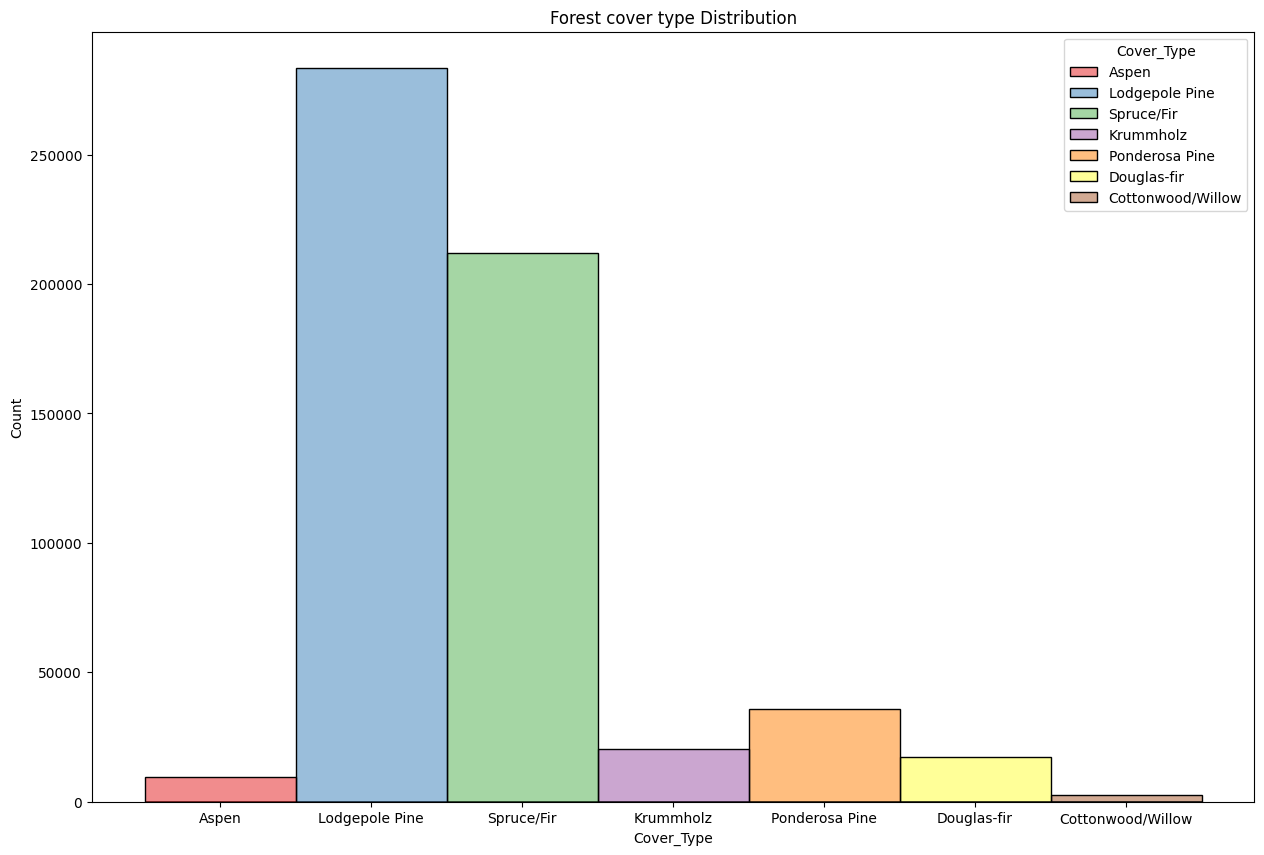 Forest cover type Distribution
Cover_Type
Aspen
Lodgepole Pine
Spruce/Fir
Krummholz
Ponderosa Pine
Douglas-fir
Cottonwood/Willow
250000
200000
150000
100000
50000
0
Count
Aspen Lodgepole Pine Spruce/Fir Krummholz Ponderosa Pine Douglas-fir Cottonwood/Willow
Cover_Type